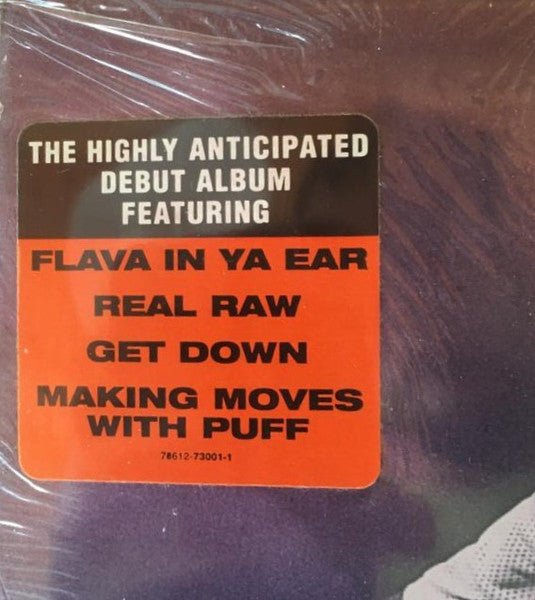 THE HIGHLY ANTICIPATED
DEBUT ALBUM
FEATURING
FLAVA IN YA EAR
REAL RAW
GET DOWN
MAKING MOVES
WITH PUFF
78612-73001-1